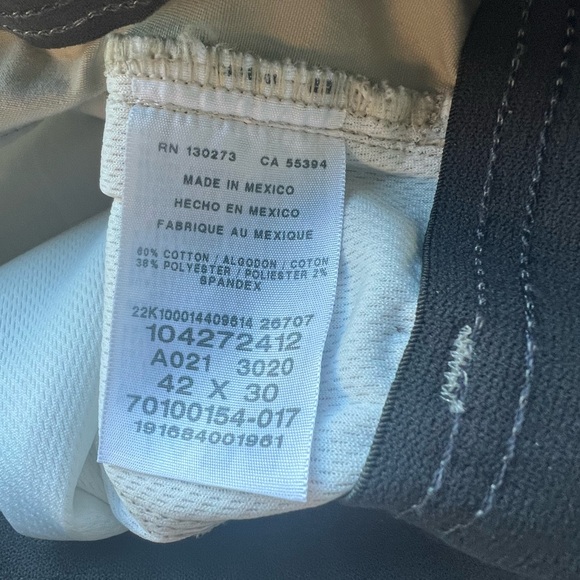 RN 130273 CA 55394
MADE IN MEXICO
HECHO EN MEXICO
FABRIQUE AU MEXIQUE
60% COTTON / ALGODON / COTON
38% POLYESTER / POLIESTER 2%
SPANDEX
22K100014409614 26707
104272412
A021 3020
42 X 30
70100154-017
191684001961